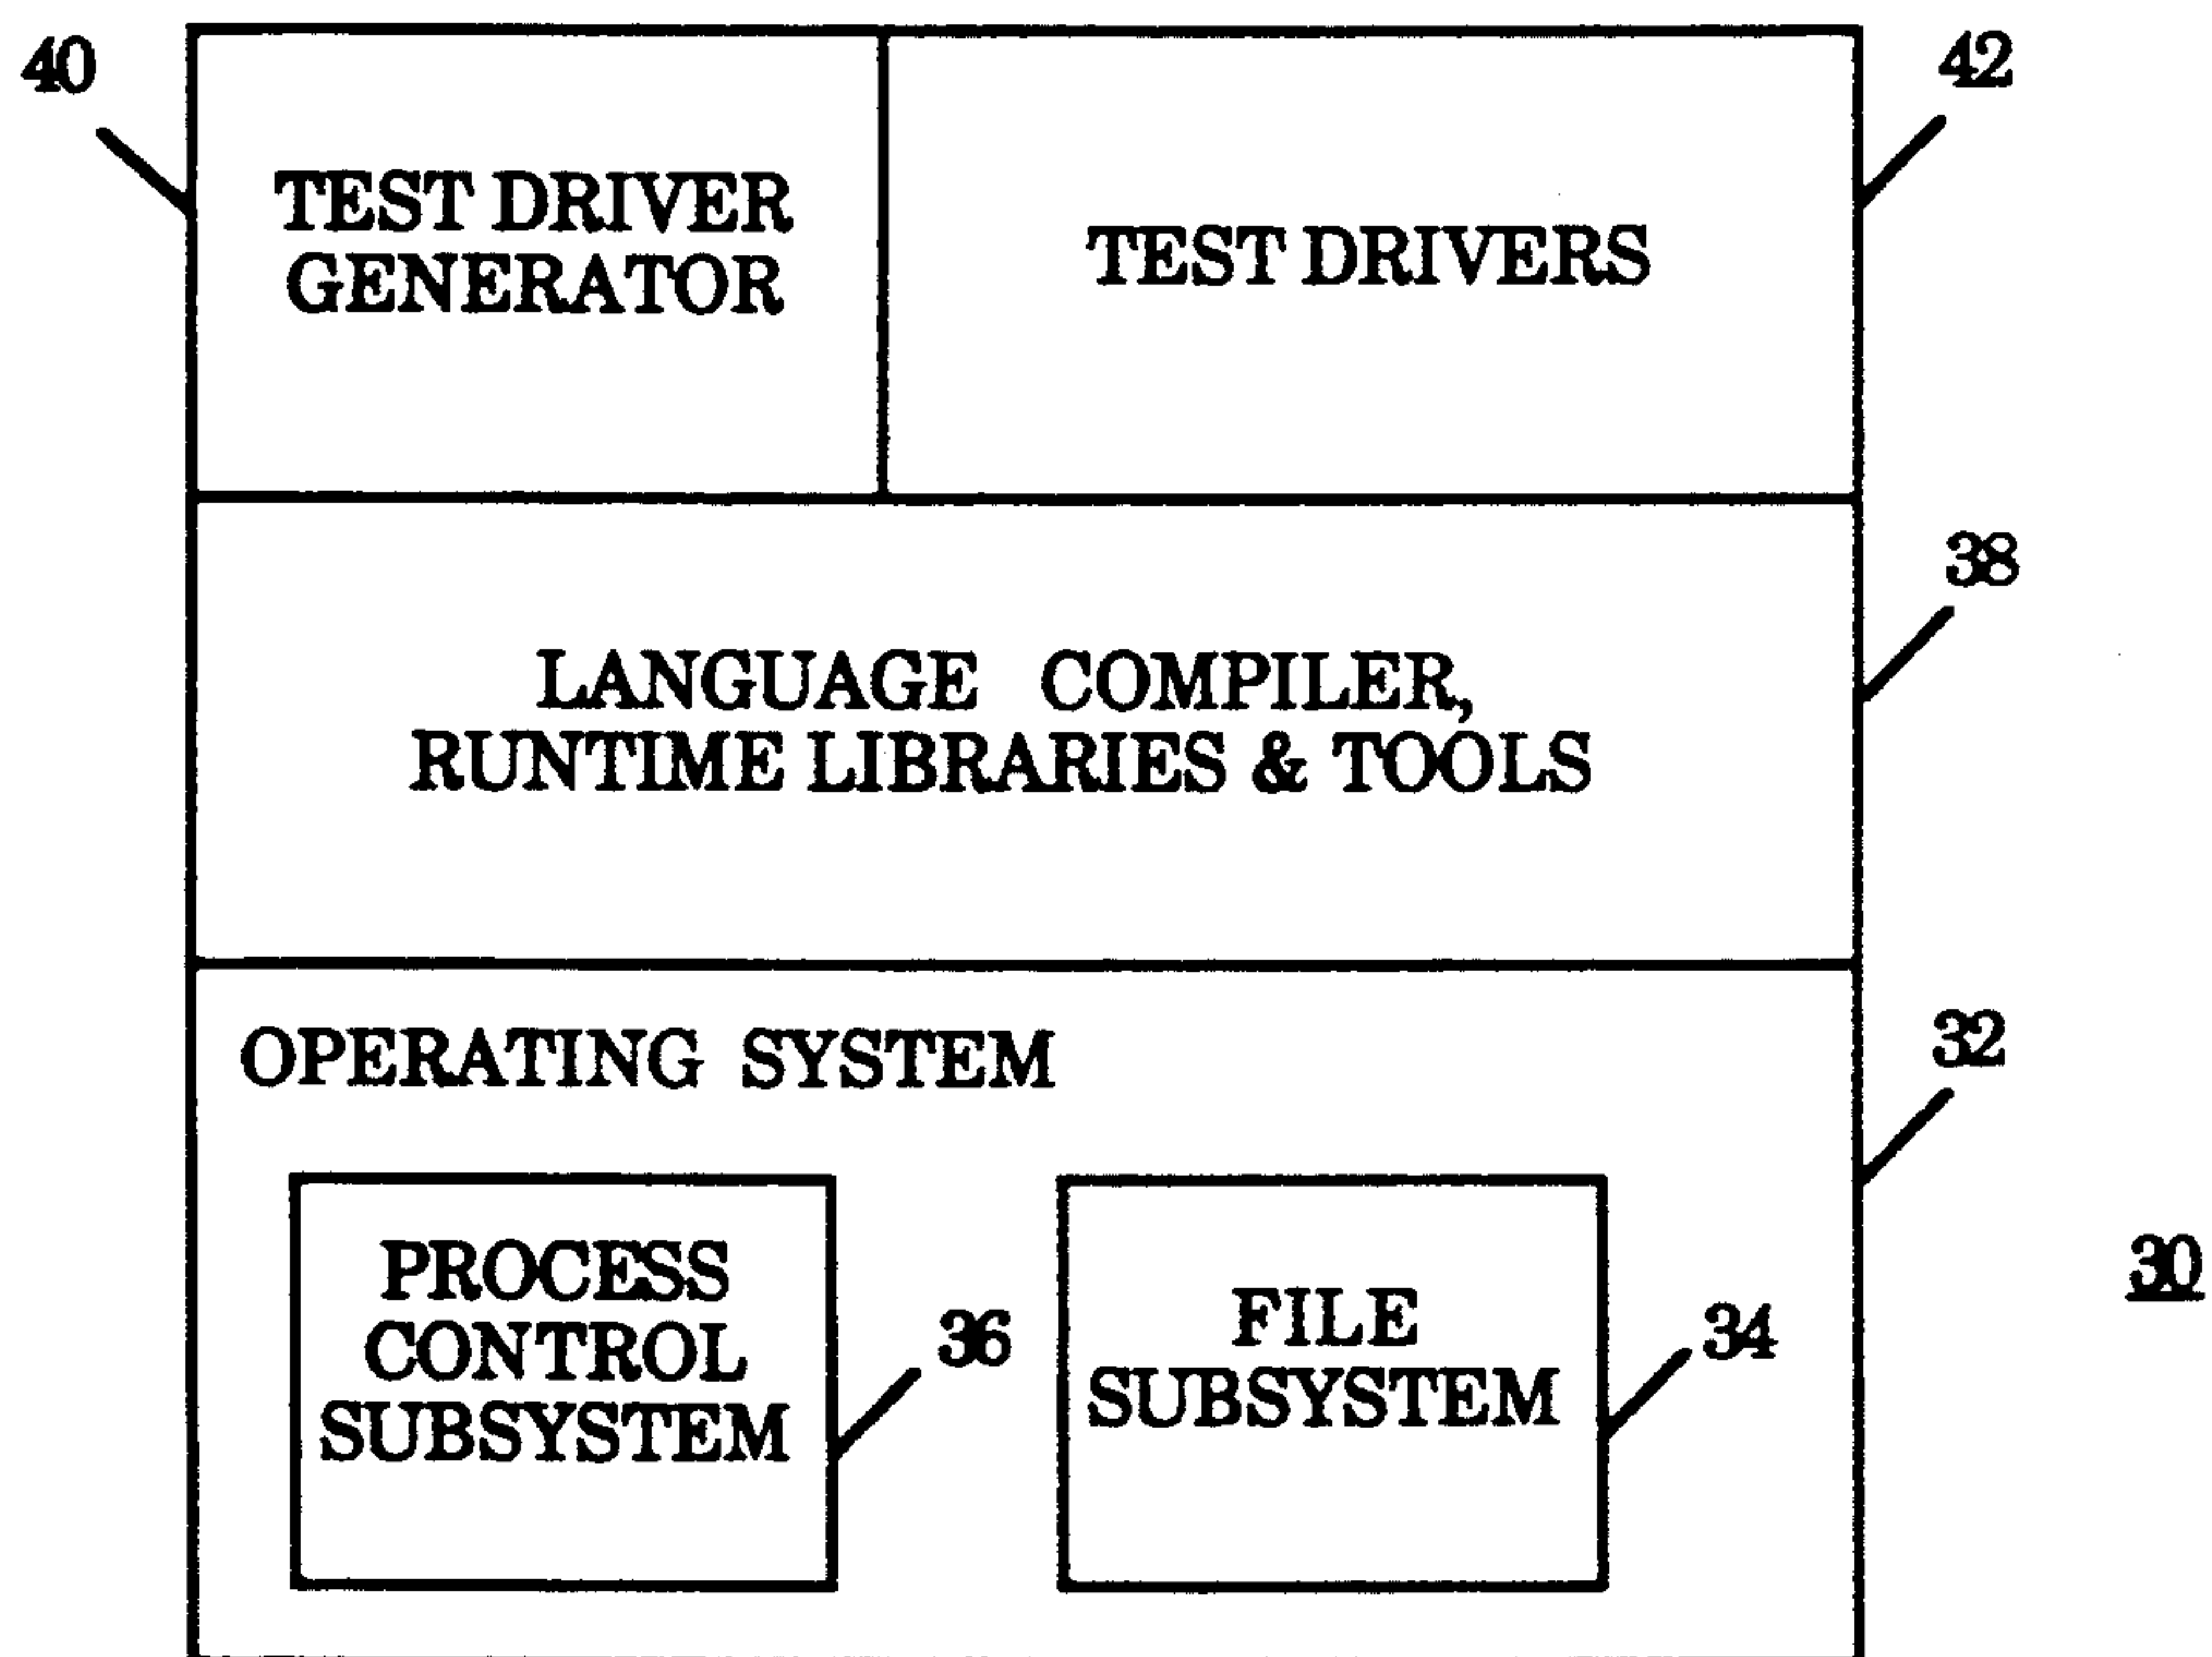 40
42
TEST DRIVER
GENERATOR
TEST DRIVERS
38
LANGUAGE COMPILER,
RUNTIME LIBRARIES & TOOLS
OPERATING SYSTEM
32
PROCESS
CONTROL
SUBSYSTEM
36
FILE
SUBSYSTEM
34
30